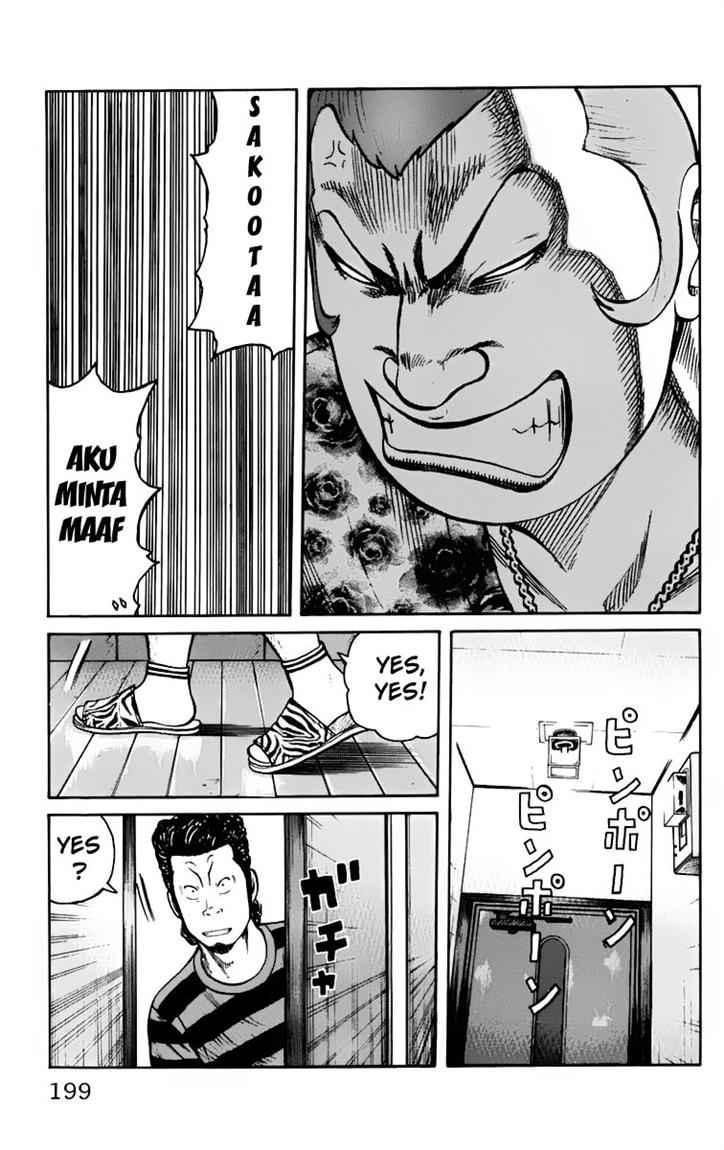 SAKOOTAA
AKU
MINTA
MAAF
ピンポーン
ピンポーン
YES,
YES!
YES
?
ガチャ
199